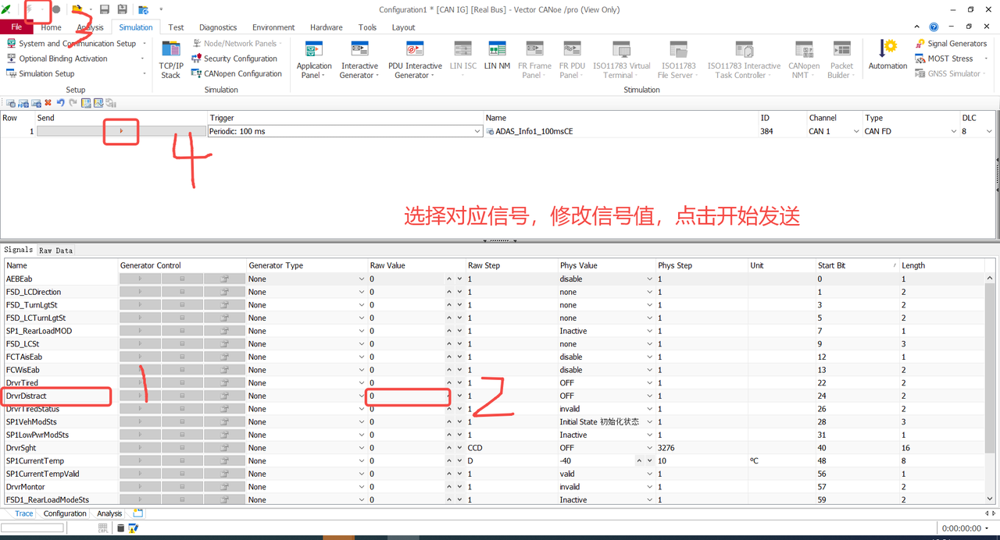 Configuration1 * [CAN IG] [Real Bus] - Vector CANoe /pro (View Only)
File Home Analysis Simulation Test Diagnostics Environment Hardware Tools Layout
3
System and Communication Setup
Optional Binding Activation
Simulation Setup
Setup
TCP/IP Stack
Node/Network Panels
Security Configuration
CANopen Configuration
Simulation
Application Panel
Interactive Generator
PDU Interactive Generator
LIN ISC
LIN NM
FR Frame Panel
FR PDU Panel
ISO11783 Virtual Terminal
ISO11783 File Server
ISO11783 Interactive Task Controller
CANopen NMT
Packet Builder
Simulation
Automation
Signal Generators
MOST Stress
GNSS Simulator
Row Send Trigger Name ID Channel Type DLC
1 Periodic: 100 ms ADAS_Info1_100msCE 384 CAN 1 CAN FD 8
4
选择对应信号，修改信号值，点击开始发送
Signals Raw Data
Name Generator Control Generator Type Raw Value Raw Step Phys Value Phys Step Unit Start Bit Length
AEBEab None 0 1 disable 1 0 1
FSD_LCDirection None 0 1 none 1 1 2
FSD_TurnLgtSt None 0 1 none 1 3 2
FSD_LCTurnLgtSt None 0 1 none 1 5 2
SP1_RearLoadMOD None 0 1 Inactive 1 7 1
FSD_LCSt None 0 1 none 1 9 3
FCTAisEab None 0 1 disable 1 12 1
FCWisEab None 0 1 disable 1 13 2
DrvrTired None 0 1 OFF 1 22 2
DrvrDistract None 0 1 OFF 1 24 2
1
2
DrvrTiredStatus None 0 1 invalid 1 26 2
SP1VehModSts None 0 1 Initial State 初始化状态 1 28 3
SP1LowPwrModSts None 0 1 Inactive 1 31 1
DrvrSght None 0 CCD OFF 3276 40 16
SP1CurrentTemp None 0 D -40 10 ºC 48 8
SP1CurrentTempValid None 0 1 valid 1 56 1
DrvrMontor None 0 1 invalid 1 57 2
FSD1_RearLoadModeSts None 0 1 Inactive 1 59 2
Trace Configuration Analysis
0:00:00:00